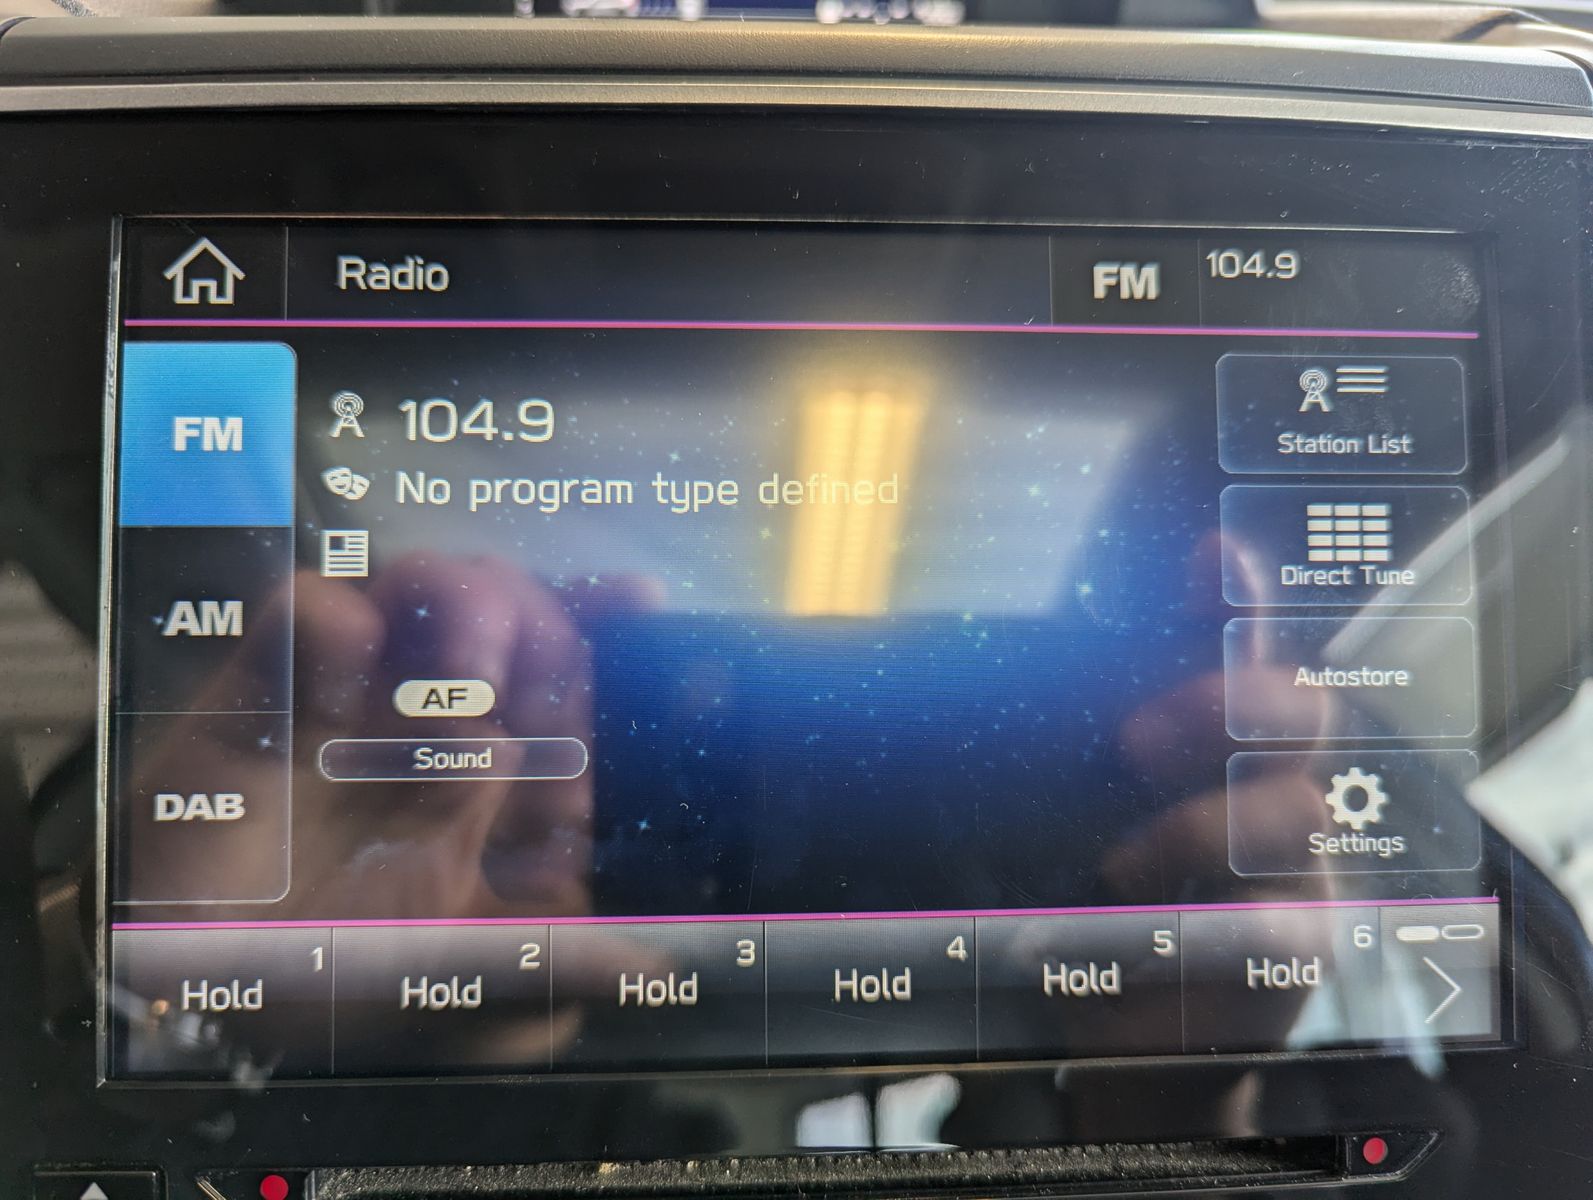 Radio
FM
104.9
FM
104.9
No program type defined
AM
AF
Sound
DAB
Station List
Direct Tune
Autostore
Settings
1
Hold
2
Hold
3
Hold
4
Hold
5
Hold
6
Hold